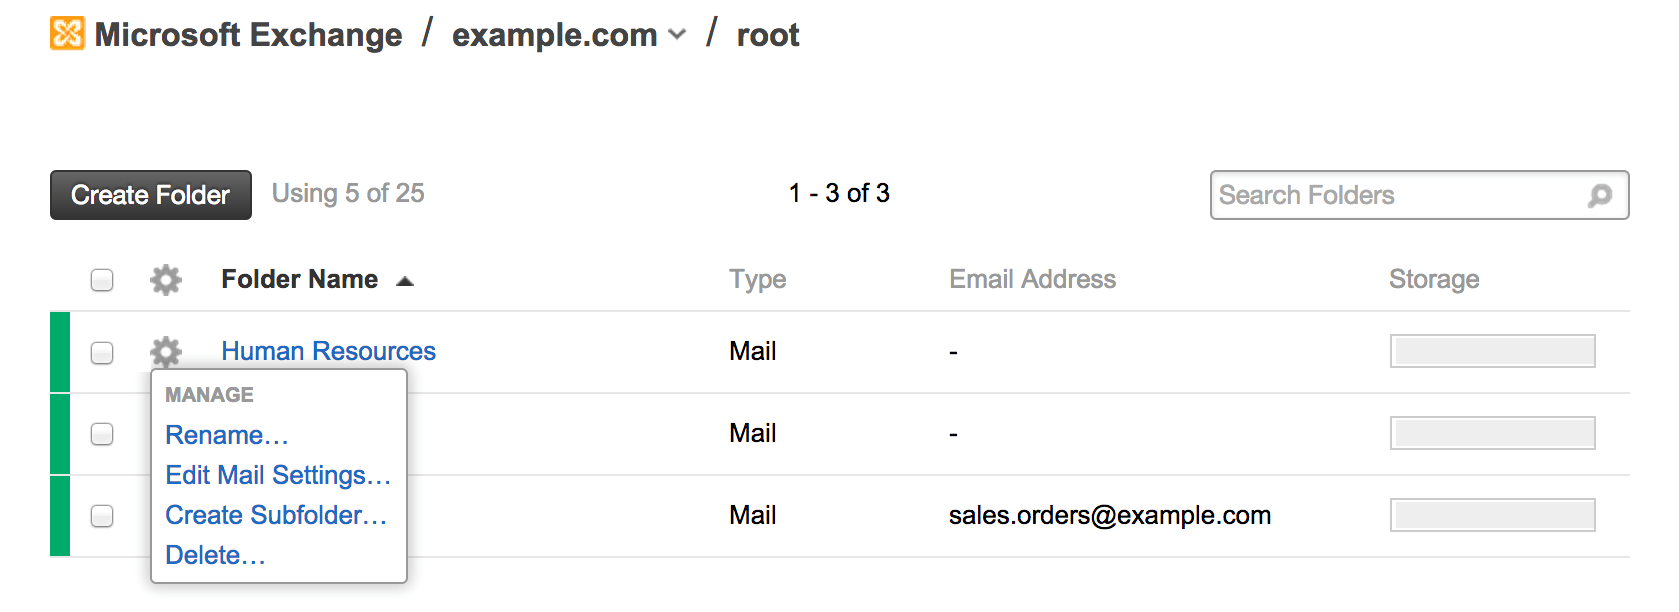 Microsoft Exchange / example.com / root
Create Folder Using 5 of 25 1 - 3 of 3 Search Folders
Folder Name Type Email Address Storage
Human Resources Mail -
MANAGE
Rename…
Mail -
Edit Mail Settings…
Create Subfolder…
Mail sales.orders@example.com
Delete…